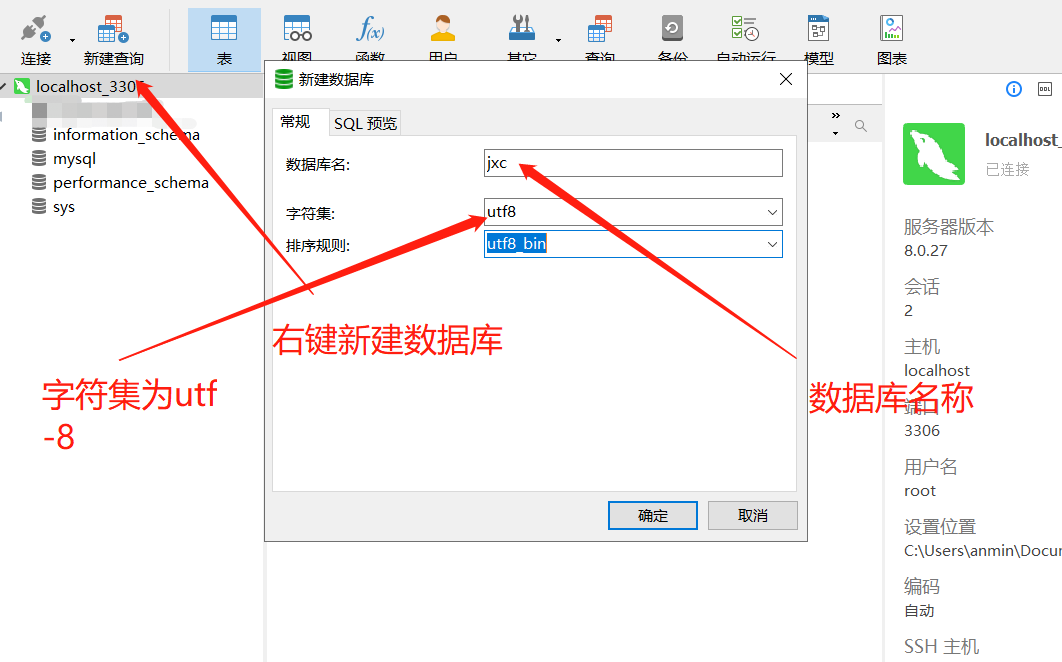 连接
新建查询
表
视图
函数
用户
其它
查询
备份
自动运行
模型
图表
localhost_330
information_schema
mysql
performance_schema
sys
新建数据库
常规
SQL 预览
数据库名:
jxc
字符集:
utf8
排序规则:
utf8_bin
右键新建数据库
字符集为utf
-8
数据库名称
确定
取消
DDL
localhost_
已连接
服务器版本
8.0.27
会话
2
主机
localhost
端口
3306
用户名
root
设置位置
C:\Users\anmin\Docu
编码
自动
SSH 主机